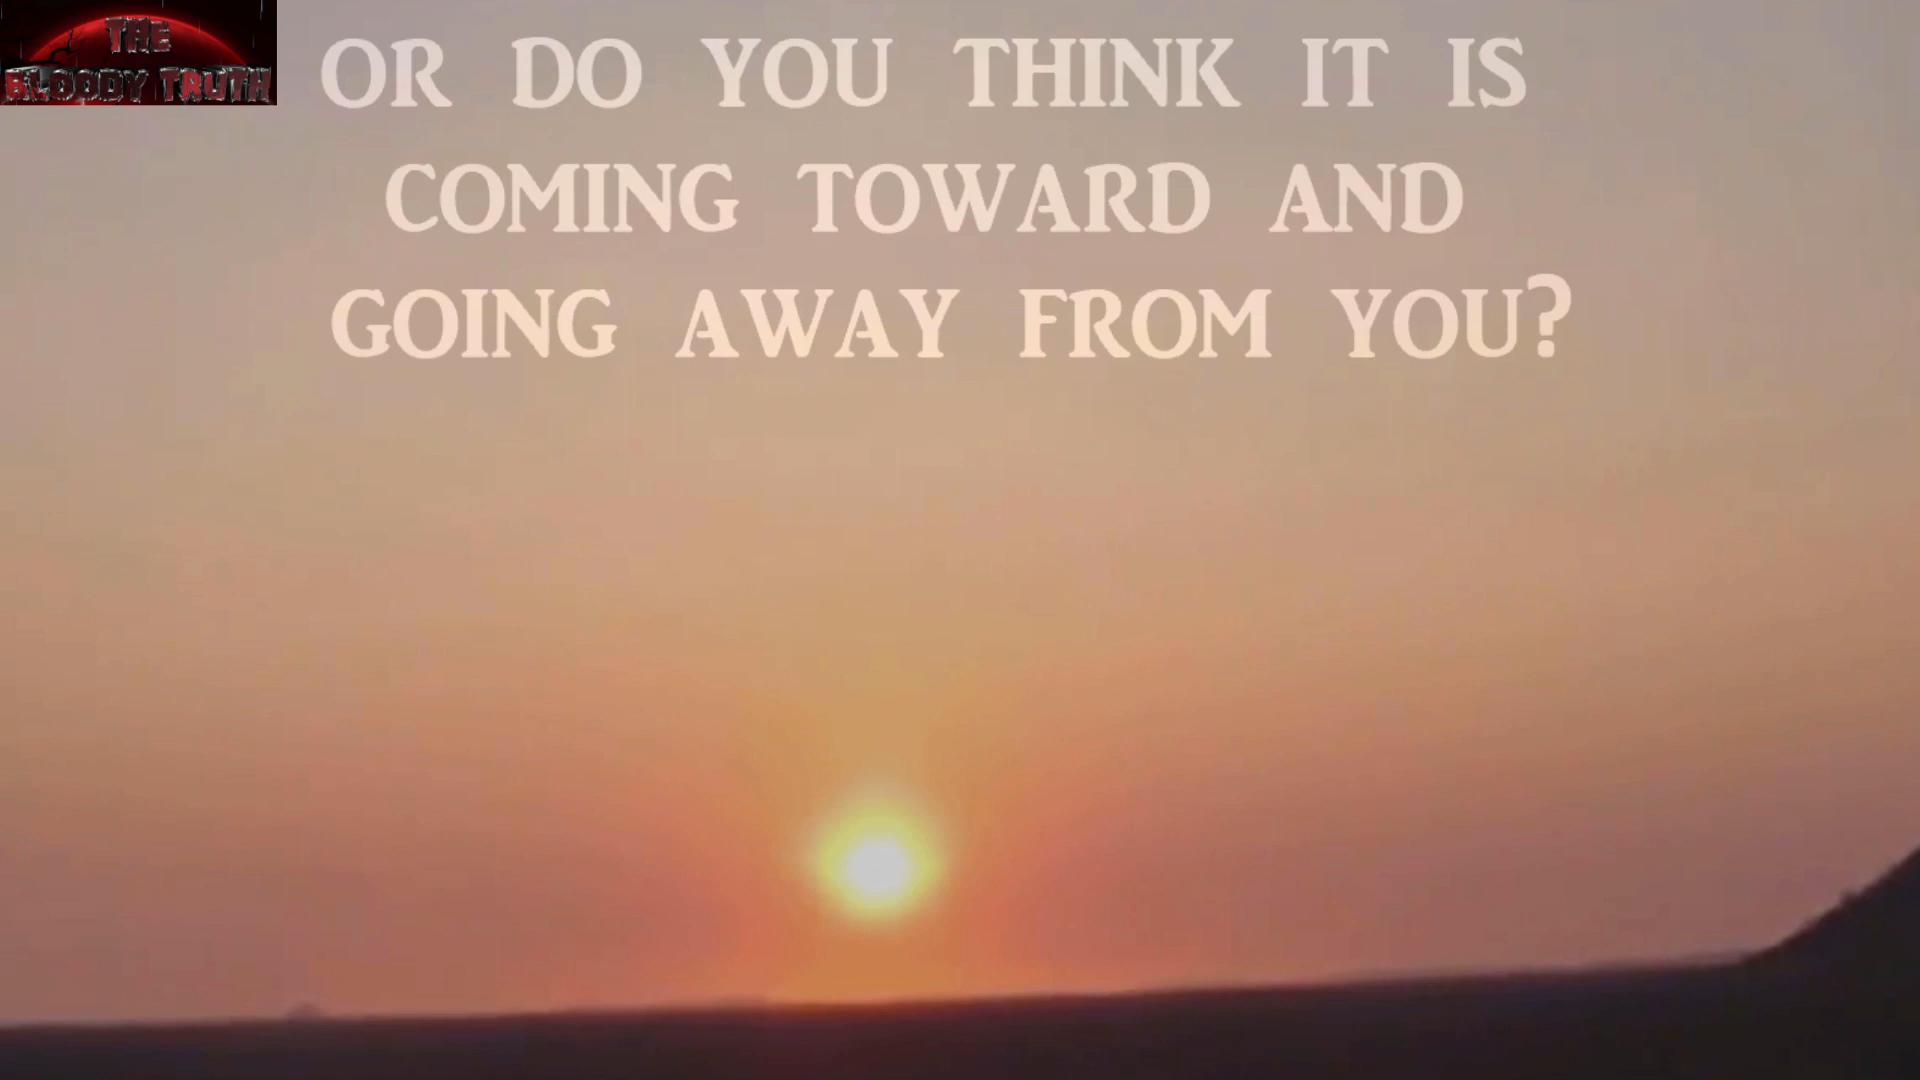 THE
BLOODY TRUTH
OR DO YOU THINK IT IS
COMING TOWARD AND
GOING AWAY FROM YOU?